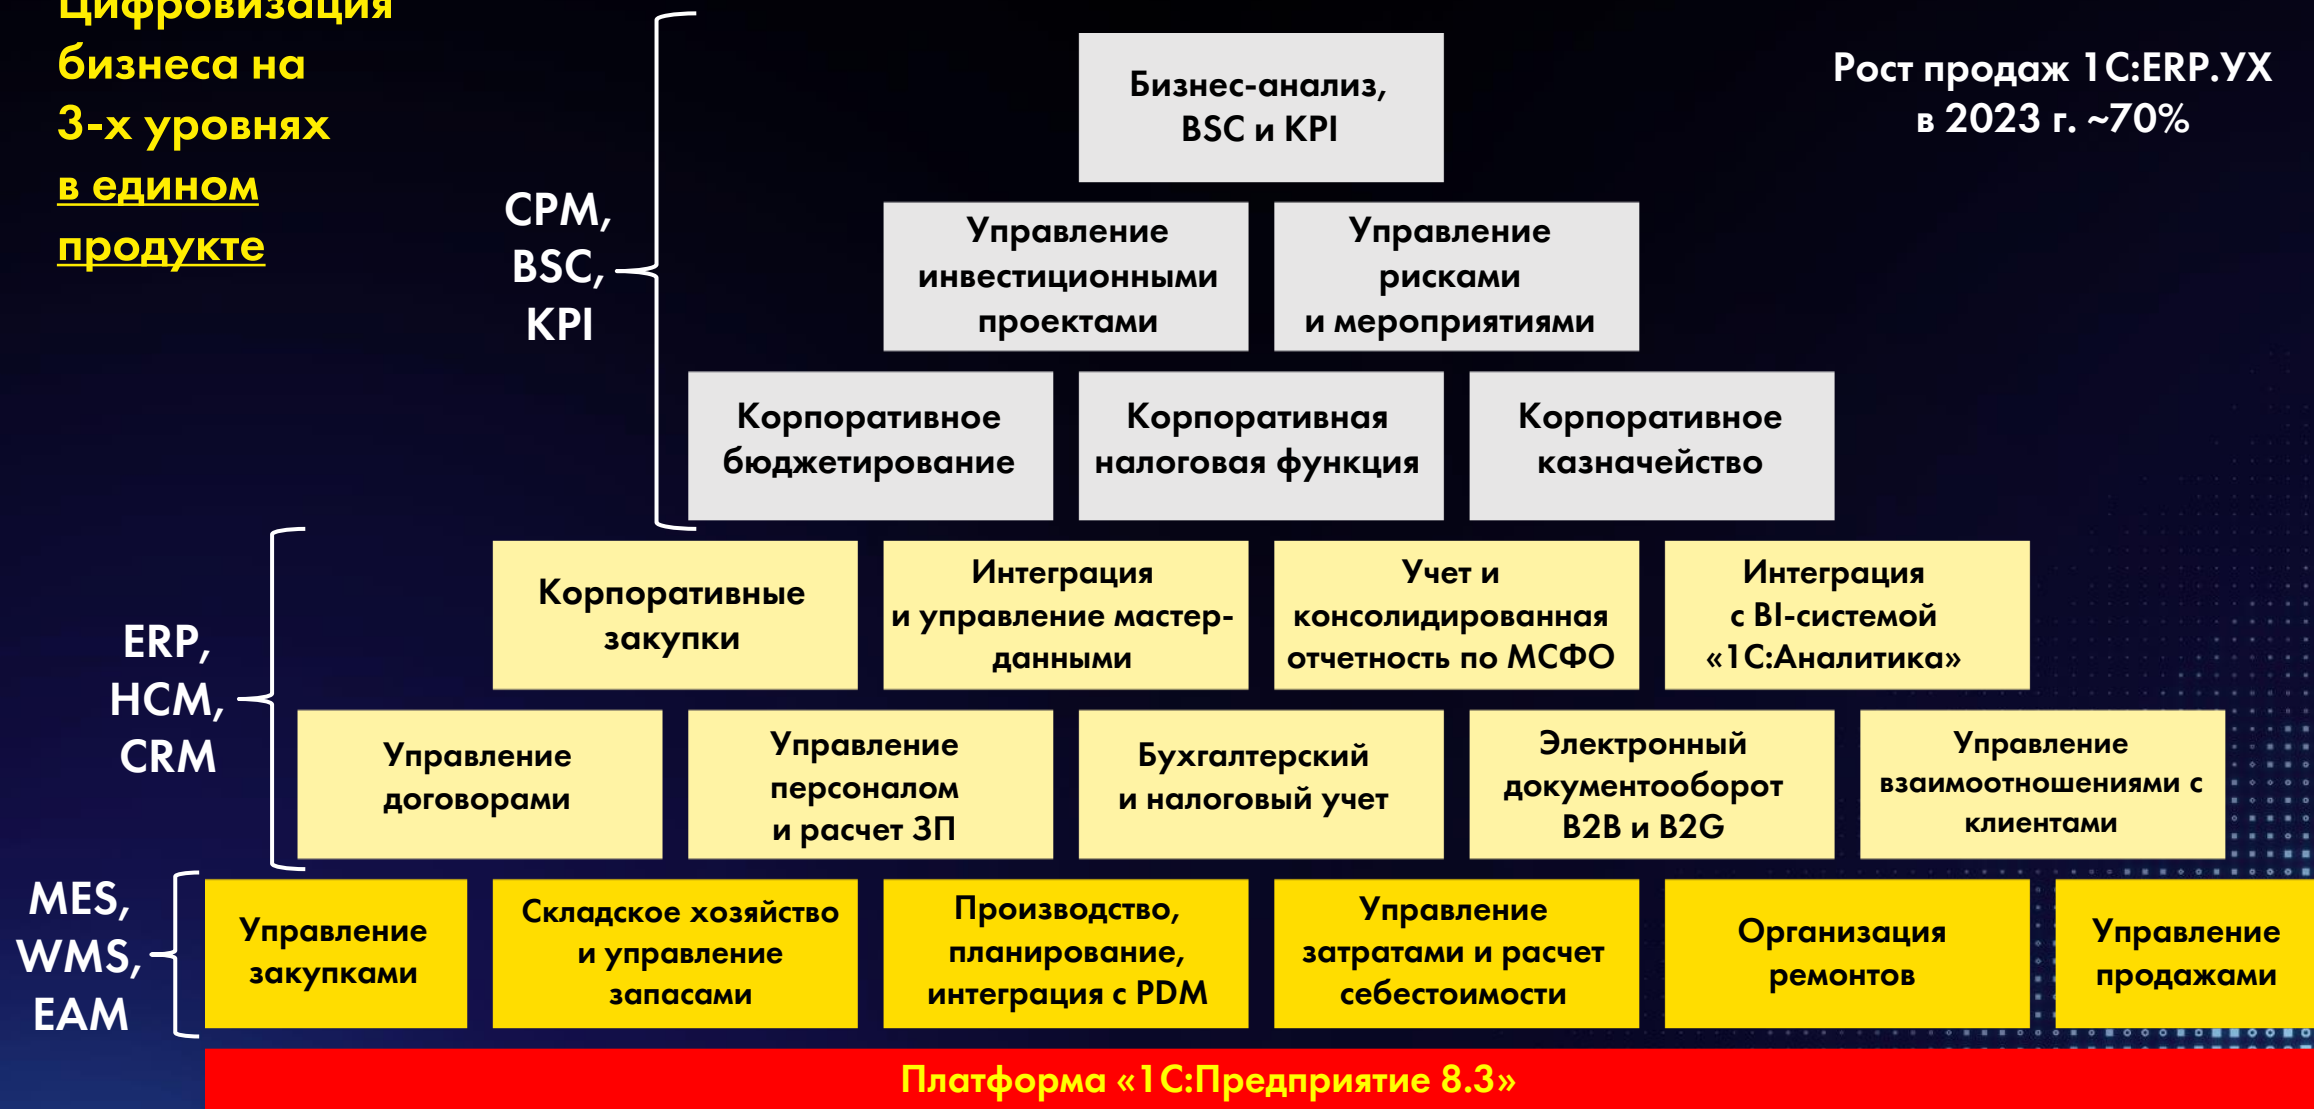 Цифровизация
бизнеса на
3-х уровнях
в едином
продукте
Рост продаж 1С:ERP.УХ
в 2023 г. ~70%
CPM,
BSC,
KPI
Бизнес-анализ,
BSC и KPI
Управление
инвестиционными
проектами
Управление
рисками
и мероприятиями
Корпоративное
бюджетирование
Корпоративная
налоговая функция
Корпоративное
казначейство
ERP,
HCM,
CRM
Корпоративные
закупки
Интеграция
и управление мастер-
данными
Учет и
консолидированная
отчетность по МСФО
Интеграция
с BI-системой
«1С:Аналитика»
Управление
договорами
Управление
персоналом
и расчет ЗП
Бухгалтерский
и налоговый учет
Электронный
документооборот
B2B и B2G
Управление
взаимоотношениями с
клиентами
MES,
WMS,
EAM
Управление
закупками
Складское хозяйство
и управление
запасами
Производство,
планирование,
интеграция с PDM
Управление
затратами и расчет
себестоимости
Организация
ремонтов
Управление
продажами
Платформа «1С:Предприятие 8.3»